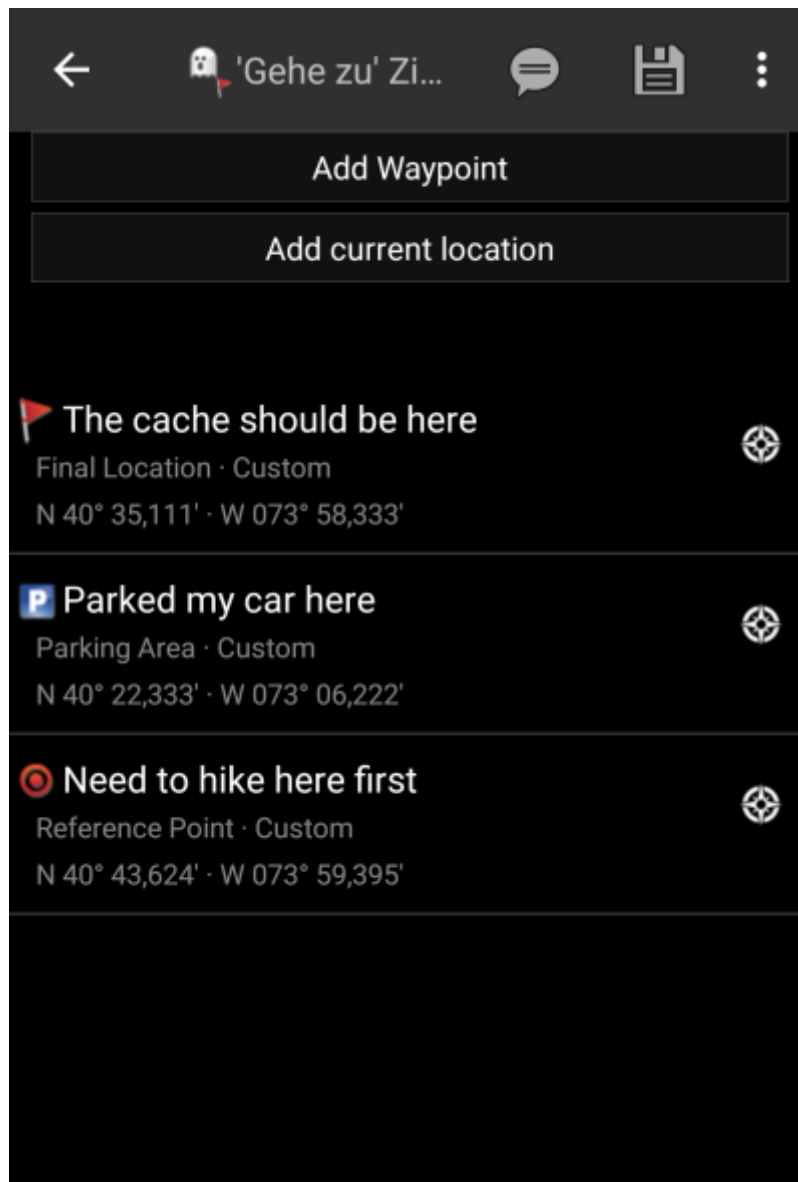 'Gehe zu' Zi...
Add Waypoint
Add current location
The cache should be here
Final Location · Custom
N 40° 35,111' · W 073° 58,333'
P Parked my car here
Parking Area · Custom
N 40° 22,333' · W 073° 06,222'
Need to hike here first
Reference Point · Custom
N 40° 43,624' · W 073° 59,395'